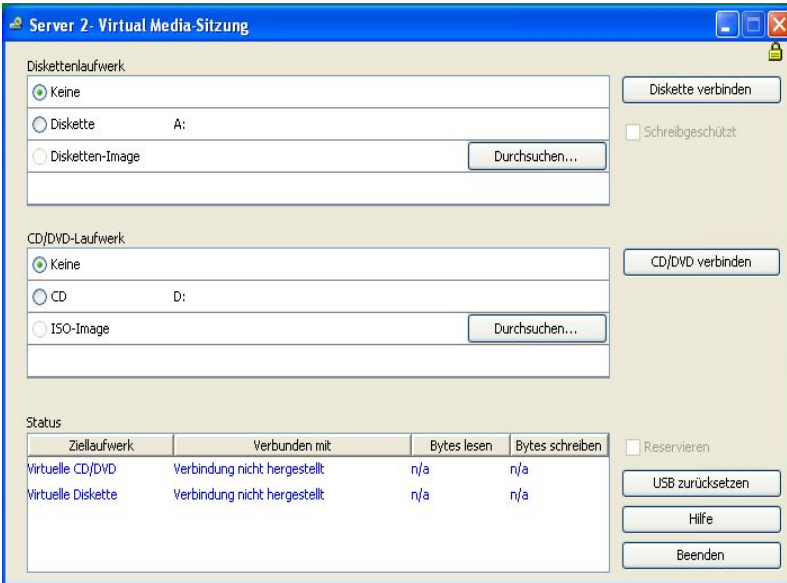 Server 2- Virtual Media-Sitzung
Diskettenlaufwerk
Keine
Diskette verbinden
Diskette A:
Schreibgeschützt
Disketten-Image Durchsuchen...
CD/DVD-Laufwerk
Keine
CD/DVD verbinden
CD D:
ISO-Image Durchsuchen...
Status
Ziellaufwerk Verbunden mit Bytes lesen Bytes schreiben
Reservieren
Virtuelle CD/DVD Verbindung nicht hergestellt n/a n/a
Virtuelle Diskette Verbindung nicht hergestellt n/a n/a
USB zurücksetzen
Hilfe
Beenden